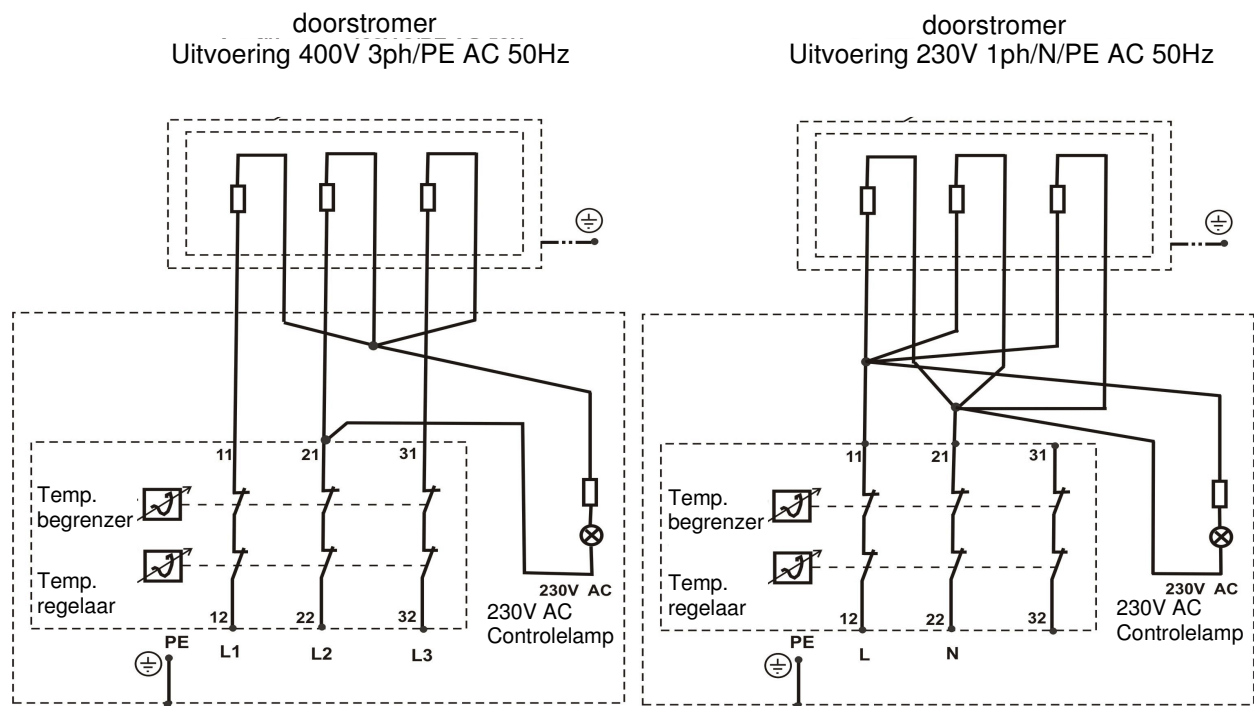 doorstromer
Uitvoering 400V 3ph/PE AC 50Hz
11
21
31
Temp.
begrenzer
Temp.
regelaar
12
22
32
230V AC
230V AC
Controlelamp
PE
L1
L2
L3
doorstromer
Uitvoering 230V 1ph/N/PE AC 50Hz
11
21
31
Temp.
begrenzer
Temp.
regelaar
12
22
32
230V AC
230V AC
Controlelamp
PE
L
N